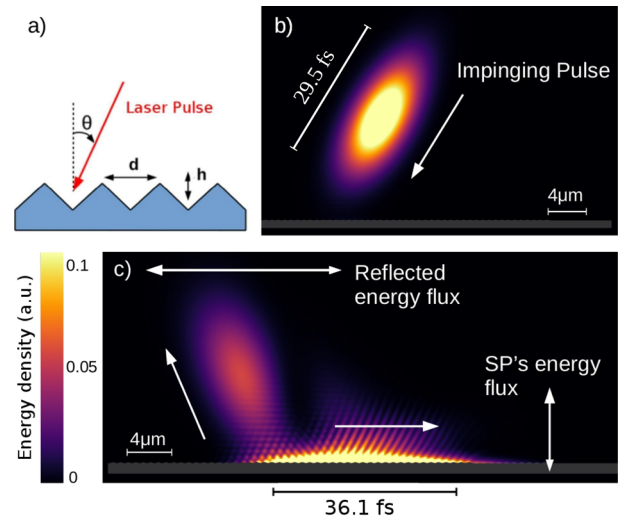 a)
θ
Laser Pulse
d
h
b)
29.5 fs
Impinging Pulse
4μm
c)
Reflected
energy flux
SP's energy
flux
4μm
Energy density (a.u.)
0.1
0.05
0
36.1 fs